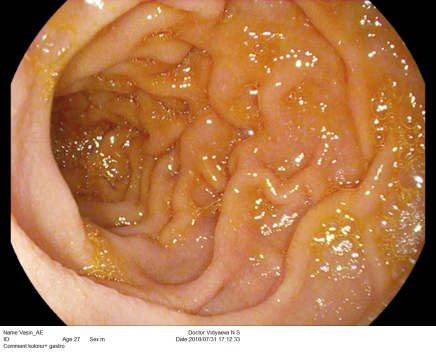 Name:Vasin_AE Doctor:Vidyaeva N S
ID: Age:27 Sex:m Date:2018/07/31 17:12:33
Comment:kolono+ gastro